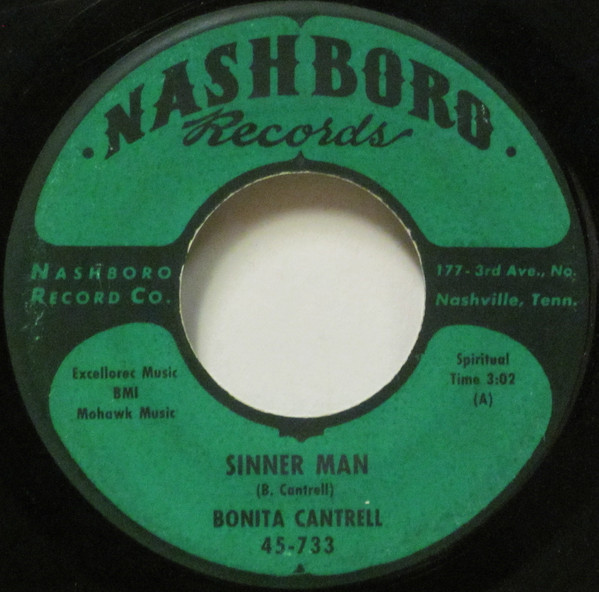 • NASHBORO •
Records
NASHBORO
RECORD CO.
177-3rd Ave., No.
Nashville, Tenn.
Excellorec Music
BMI
Mohawk Music
Spiritual
Time 3:02
(A)
SINNER MAN
(B. Cantrell)
BONITA CANTRELL
45-733